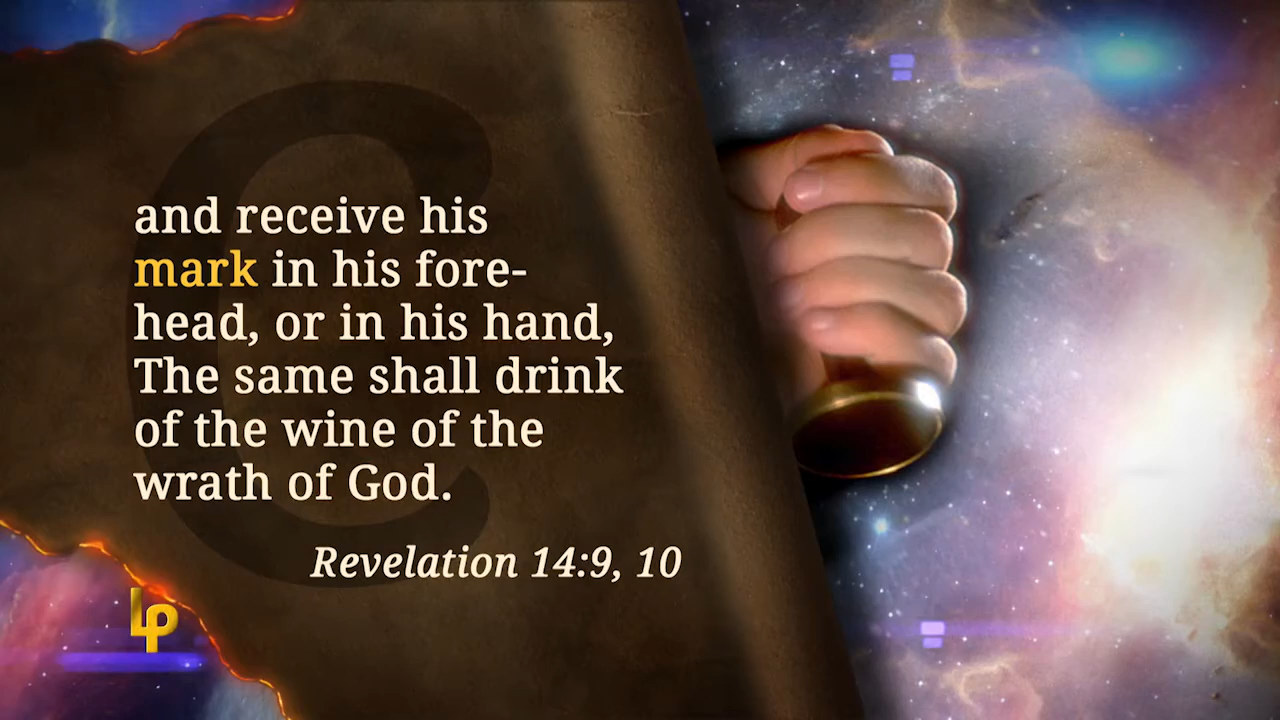 and receive his
mark in his fore-
head, or in his hand,
The same shall drink
of the wine of the
wrath of God.
Revelation 14:9, 10
LP